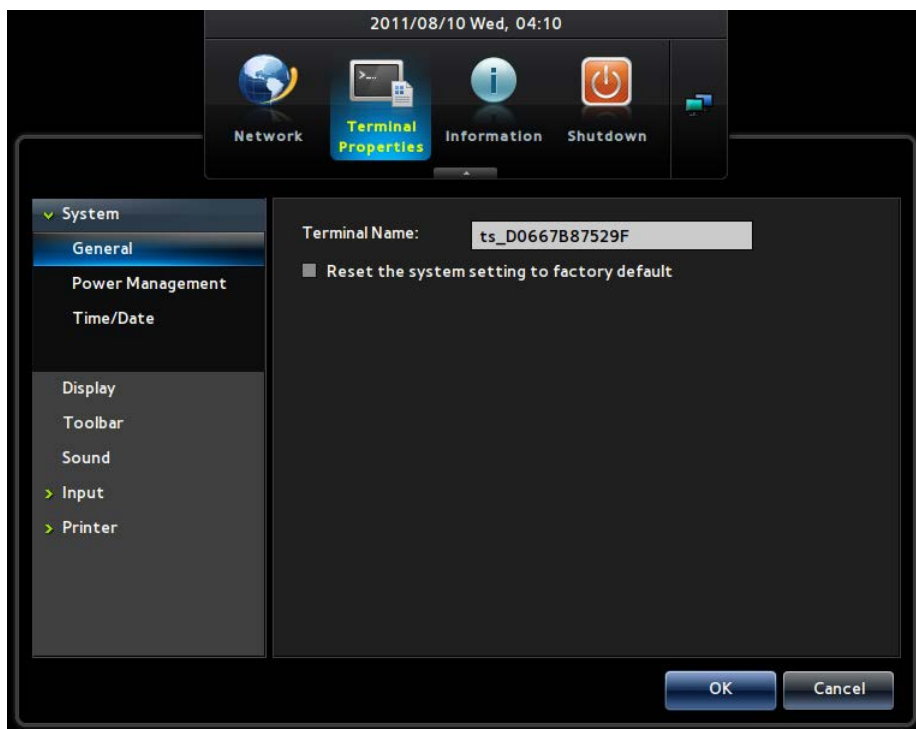 2011/08/10 Wed, 04:10
Network
Terminal
Properties
Information
Shutdown
System
General
Power Management
Time/Date
Display
Toolbar
Sound
Input
Printer
Terminal Name:
ts_D0667B87529F
Reset the system setting to factory default
OK
Cancel